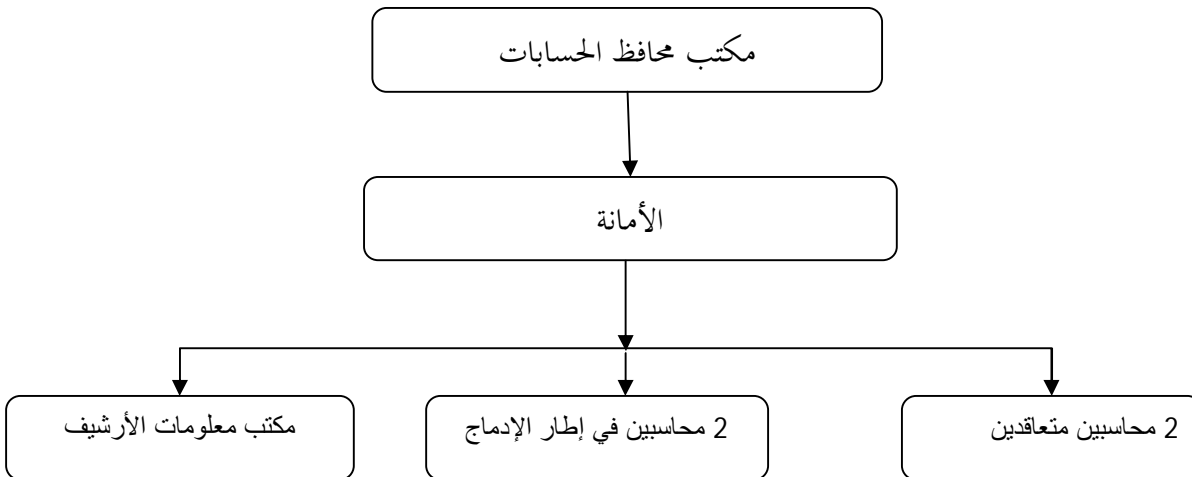 مكتب محافظ الحسابات
الأمانة
2 محاسبين متعاقدين
2 محاسبين في إطار الإدماج
مكتب معلومات الأرشيف